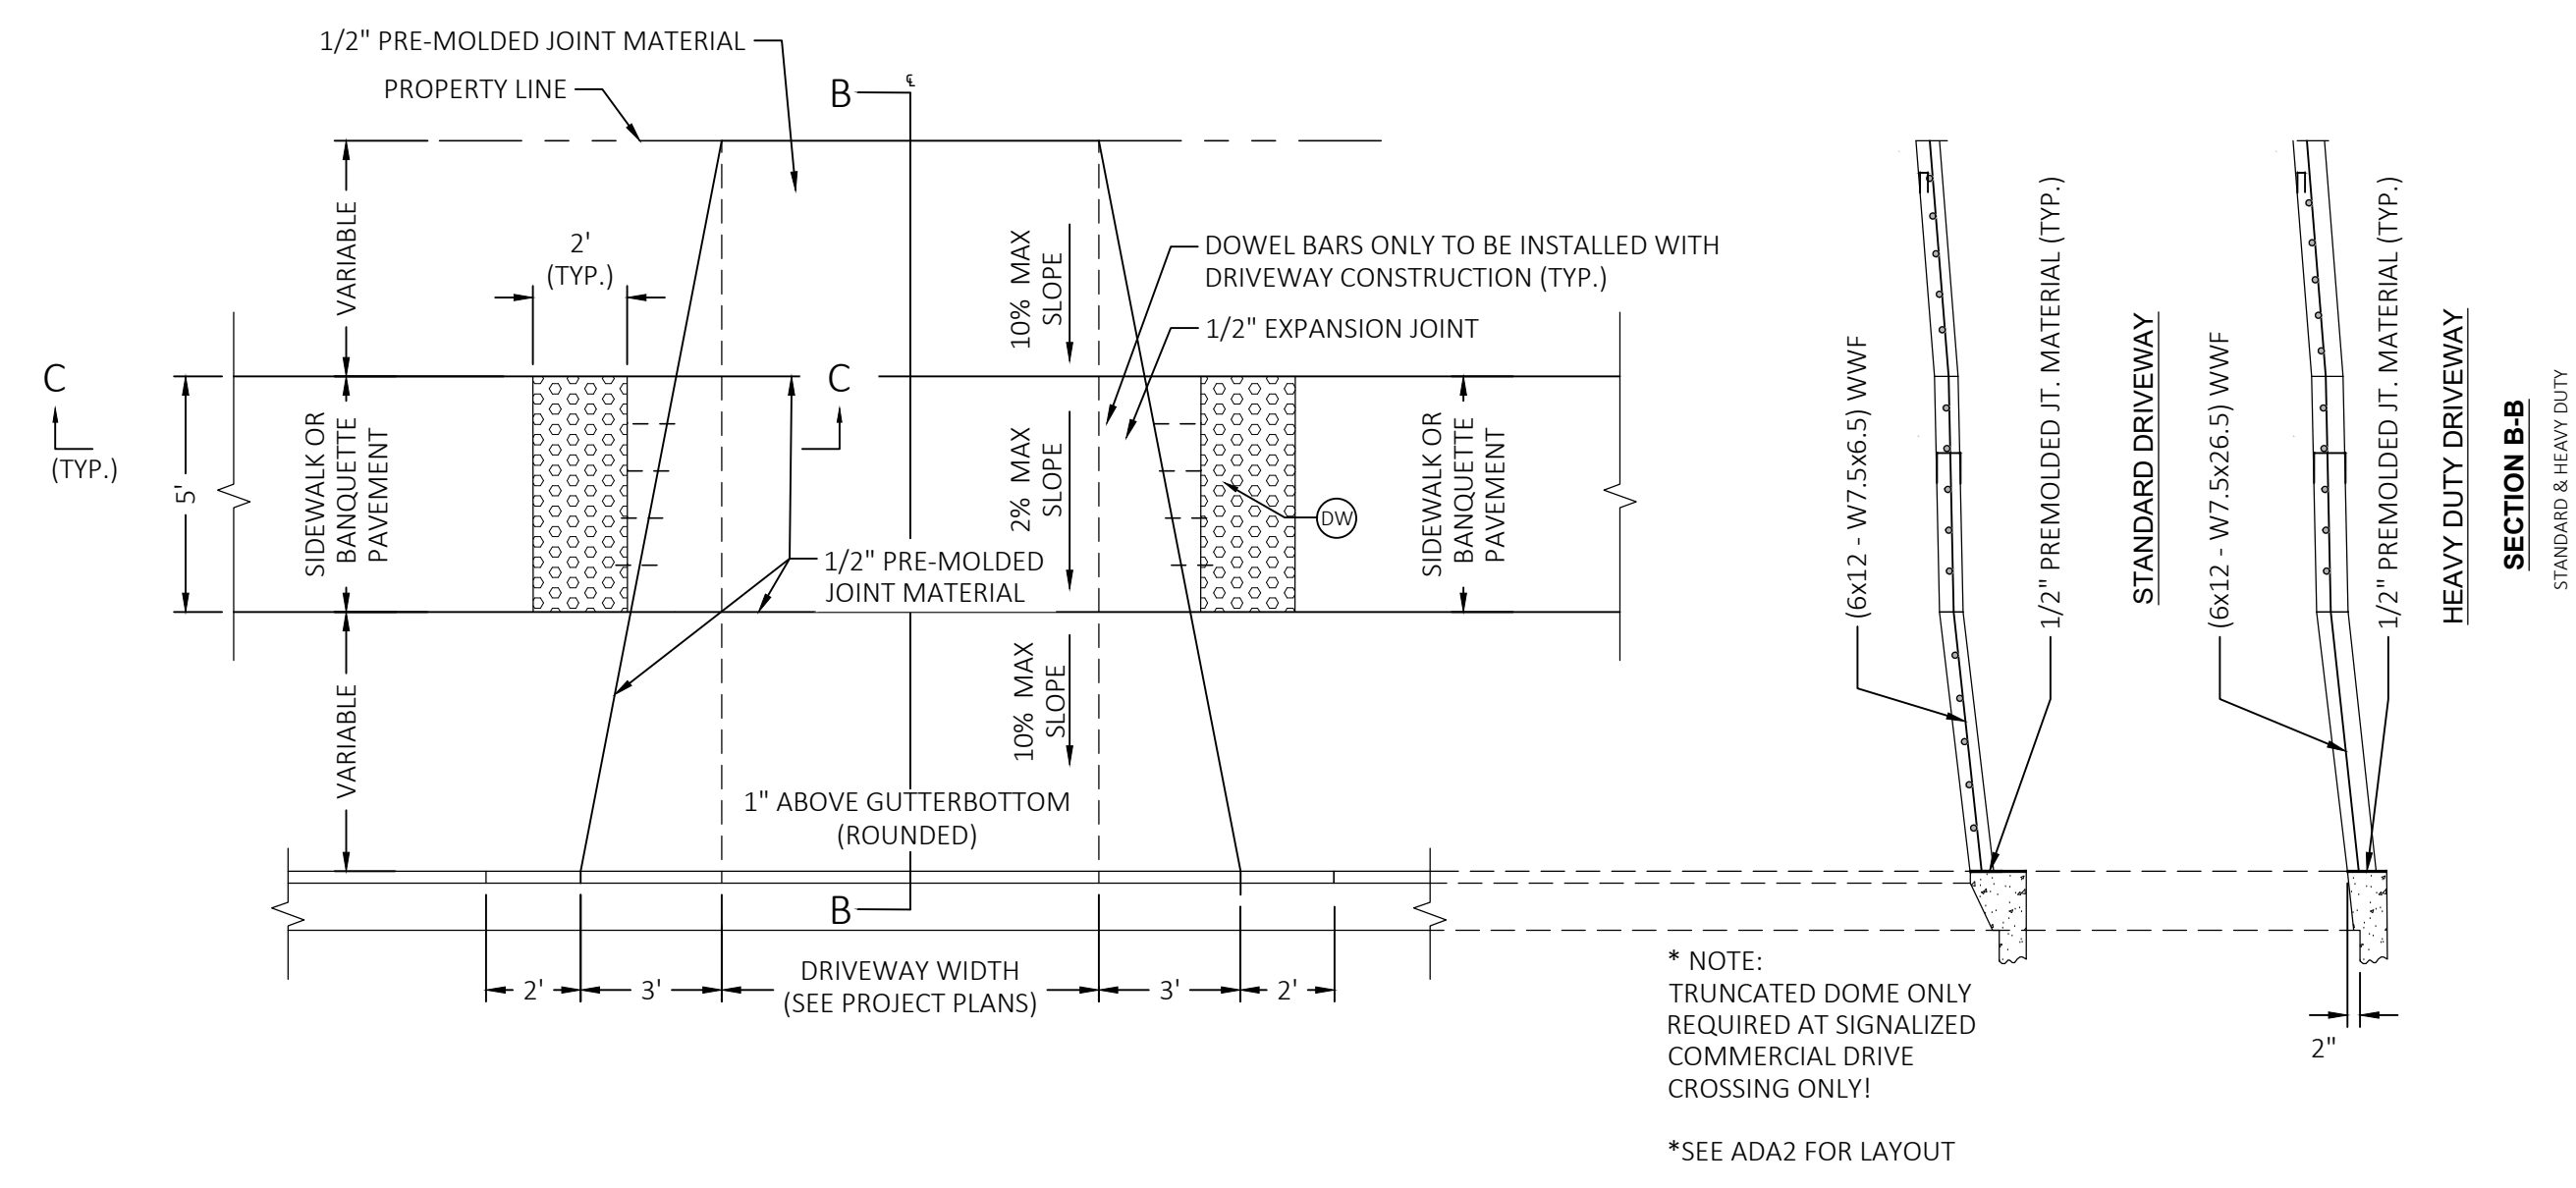 1/2" PRE-MOLDED JOINT MATERIAL
PROPERTY LINE
B
℄
VARIABLE
2'
(TYP.)
10% MAX
SLOPE
DOWEL BARS ONLY TO BE INSTALLED WITH
DRIVEWAY CONSTRUCTION (TYP.)
1/2" EXPANSION JOINT
C
(TYP.)
C
5'
SIDEWALK OR
BANQUETTE
PAVEMENT
2% MAX
SLOPE
DW
SIDEWALK OR
BANQUETTE
PAVEMENT
1/2" PRE-MOLDED
JOINT MATERIAL
VARIABLE
10% MAX
SLOPE
1" ABOVE GUTTERBOTTOM
(ROUNDED)
B
2'
3'
DRIVEWAY WIDTH
(SEE PROJECT PLANS)
3'
2'
(6x12 - W7.5x6.5) WWF
1/2" PREMOLDED JT. MATERIAL (TYP.)
STANDARD DRIVEWAY
(6x12 - W7.5x26.5) WWF
1/2" PREMOLDED JT. MATERIAL (TYP.)
HEAVY DUTY DRIVEWAY
SECTION B-B
STANDARD & HEAVY DUTY
2"
* NOTE:
TRUNCATED DOME ONLY
REQUIRED AT SIGNALIZED
COMMERCIAL DRIVE
CROSSING ONLY!
*SEE ADA2 FOR LAYOUT